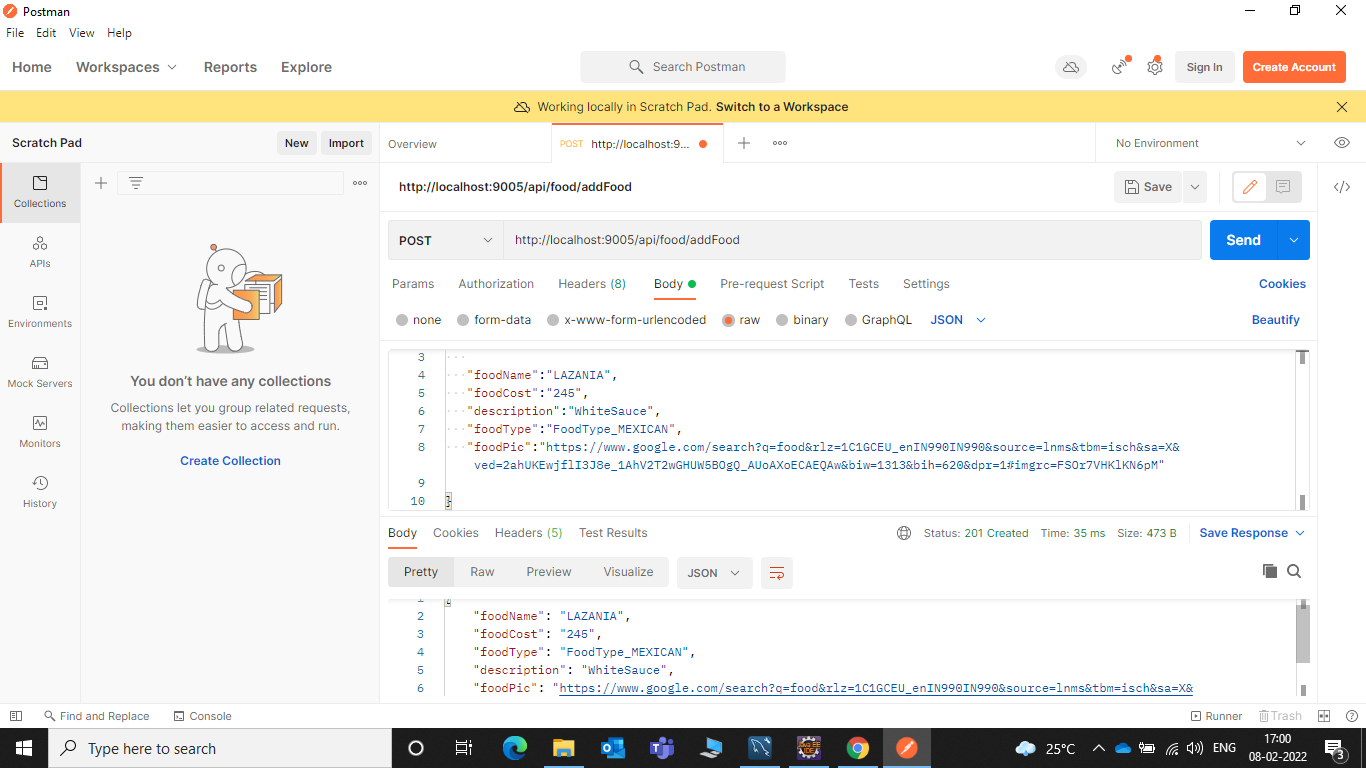 Postman
File Edit View Help
Home Workspaces Reports Explore Search Postman Sign In Create Account
Working locally in Scratch Pad. Switch to a Workspace
Scratch Pad New Import Overview POST http://localhost:9... No Environment
Collections
APIs
Environments
Mock Servers
Monitors
History
You don't have any collections
Collections let you group related requests,
making them easier to access and run.
Create Collection
http://localhost:9005/api/food/addFood Save
POST http://localhost:9005/api/food/addFood Send
Params Authorization Headers (8) Body Pre-request Script Tests Settings Cookies
none form-data x-www-form-urlencoded raw binary GraphQL JSON Beautify
3
4 "foodName":"LAZANIA",
5 "foodCost":"245",
6 "description":"WhiteSauce",
7 "foodType":"FoodType_MEXICAN",
8 "foodPic":"https://www.google.com/search?q=food&rlz=1C1GCEU_enIN990IN990&source=lnms&tbm=isch&sa=X&
ved=2ahUKEwjflI3J8e_1AhV2T2wGHUW5BOgQ_AUoAXoECAEQAw&biw=1313&bih=620&dpr=1#imgrc=FSOr7VHKlKN6pM"
9
10 }
Body Cookies Headers (5) Test Results Status: 201 Created Time: 35 ms Size: 473 B Save Response
Pretty Raw Preview Visualize JSON
1 {
2 "foodName": "LAZANIA",
3 "foodCost": "245",
4 "foodType": "FoodType_MEXICAN",
5 "description": "WhiteSauce",
6 "foodPic": "https://www.google.com/search?q=food&rlz=1C1GCEU_enIN990IN990&source=lnms&tbm=isch&sa=X&
Find and Replace Console Runner Trash
Type here to search 25°C ENG 17:00
08-02-2022
3
Java EE
IDE